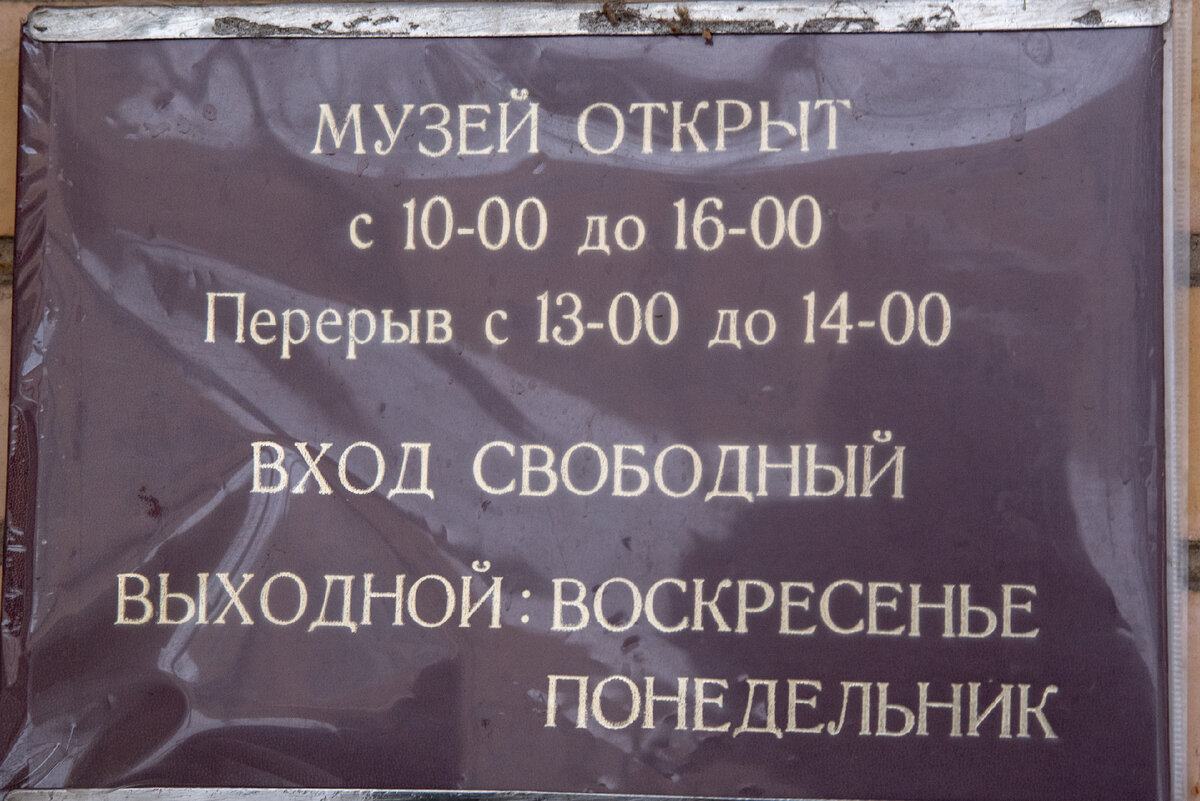 МУЗЕЙ ОТКРЫТ
с 10-00 до 16-00
Перерыв с 13-00 до 14-00
ВХОД СВОБОДНЫЙ
ВЫХОДНОЙ : ВОСКРЕСЕНЬЕ
ПОНЕДЕЛЬНИК